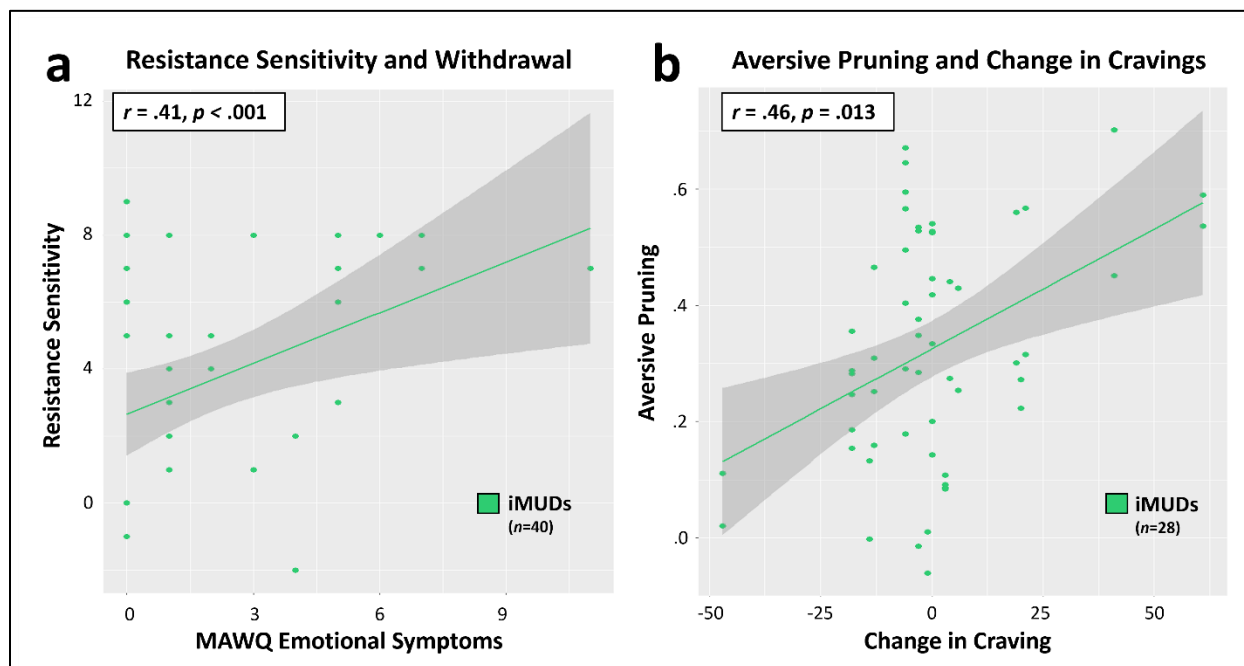 a
Resistance Sensitivity and Withdrawal
r = .41, p < .001
12
8
4
0
Resistance Sensitivity
iMUDs
(n=40)
0 3 6 9
MAWQ Emotional Symptoms
b
Aversive Pruning and Change in Cravings
r = .46, p = .013
.6
.4
.2
.0
Aversive Pruning
iMUDs
(n=28)
-50 -25 0 25 50
Change in Craving